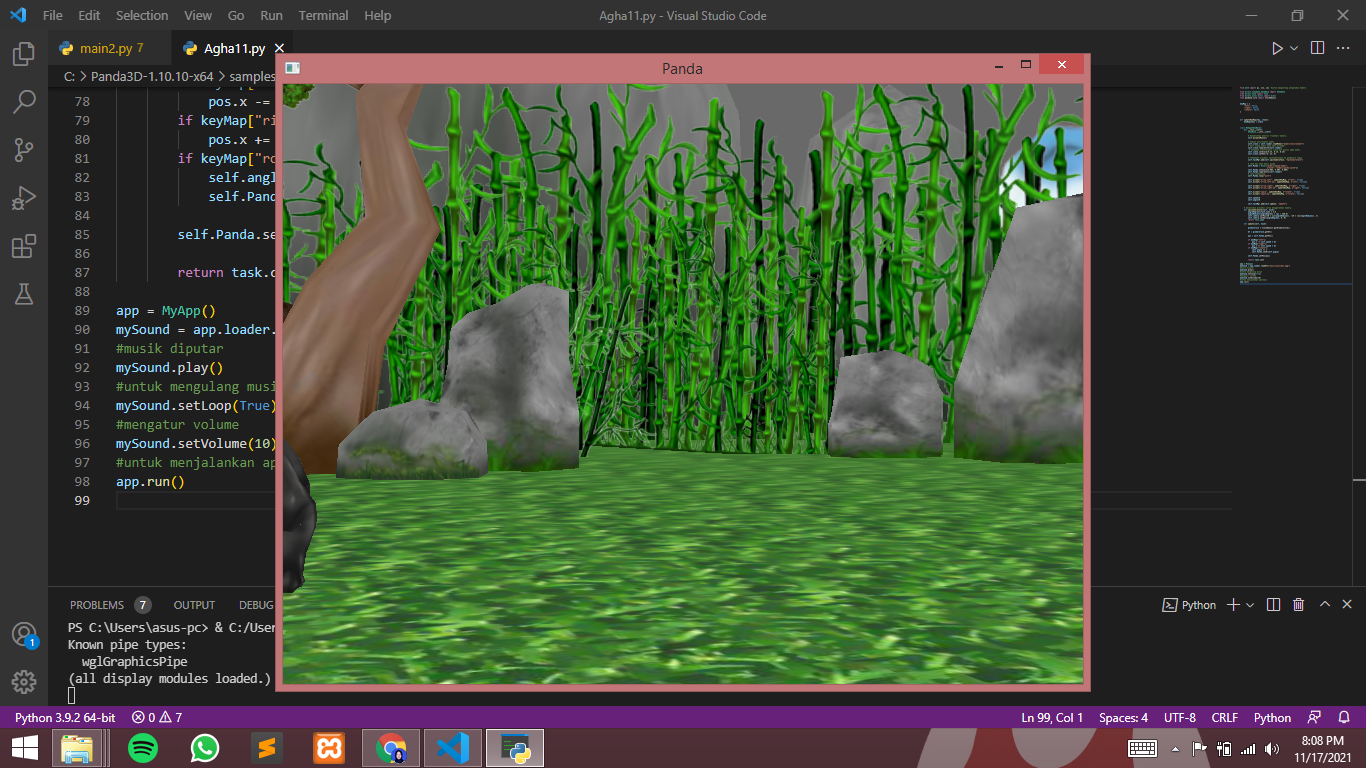 File Edit Selection View Go Run Terminal Help Agha11.py - Visual Studio Code
main2.py 7 Agha11.py
C: > Panda3D-1.10.10-x64 > samples
Panda
78 pos.x -=
79 if keyMap["ri
80 pos.x +=
81 if keyMap["ro
82 self.angl
83 self.Pand
84
85 self.Panda.se
86
87 return task.c
88
89 app = MyApp()
90 mySound = app.loader.
91 #musik diputar
92 mySound.play()
93 #untuk mengulang musi
94 mySound.setLoop(True)
95 #mengatur volume
96 mySound.setVolume(10)
97 #untuk menjalankan ap
98 app.run()
99
PROBLEMS 7 OUTPUT DEBUG Python
PS C:\Users\asus-pc> & C:/User
Known pipe types:
wglGraphicsPipe
(all display modules loaded.)
Python 3.9.2 64-bit 0 7 Ln 99, Col 1 Spaces: 4 UTF-8 CRLF Python
8:08 PM
11/17/2021